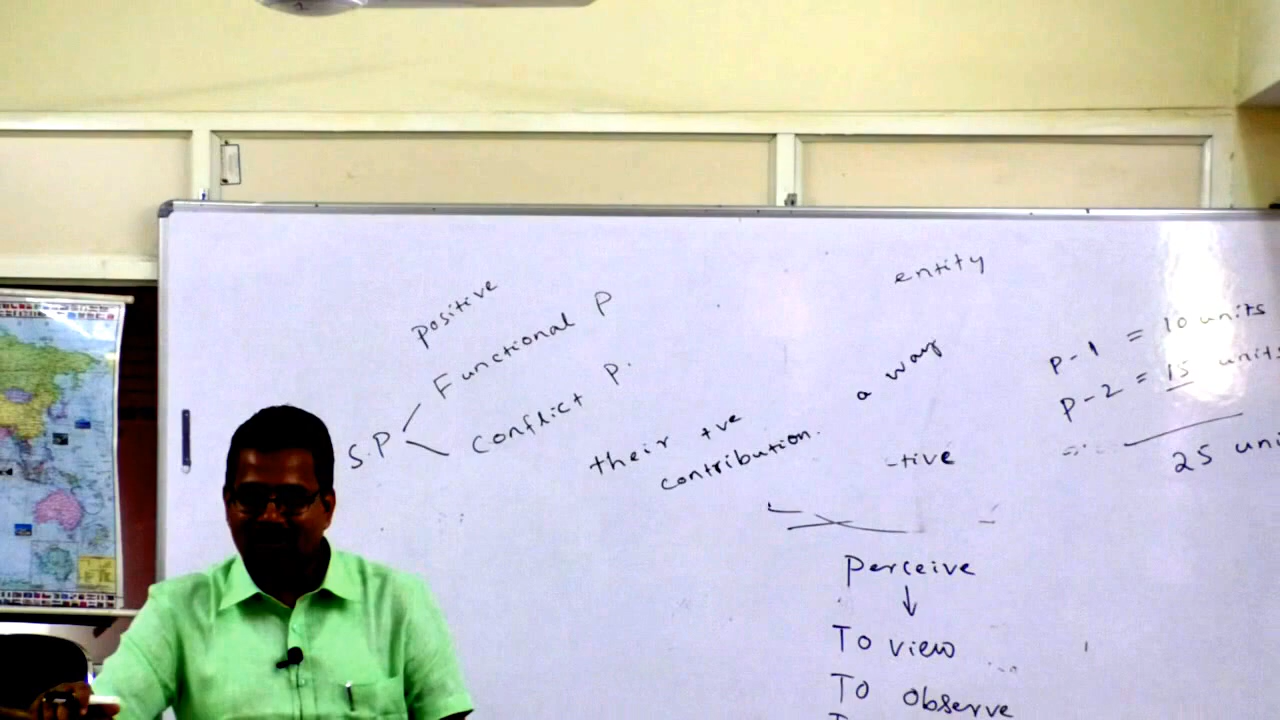 positive
Functional P
S.P
Conflict P.
their +ve
contribution.
entity
a way
-tive
P-1 = 10 units
P-2 = 15 units
25 uni
Perceive
↓
To view
To observe